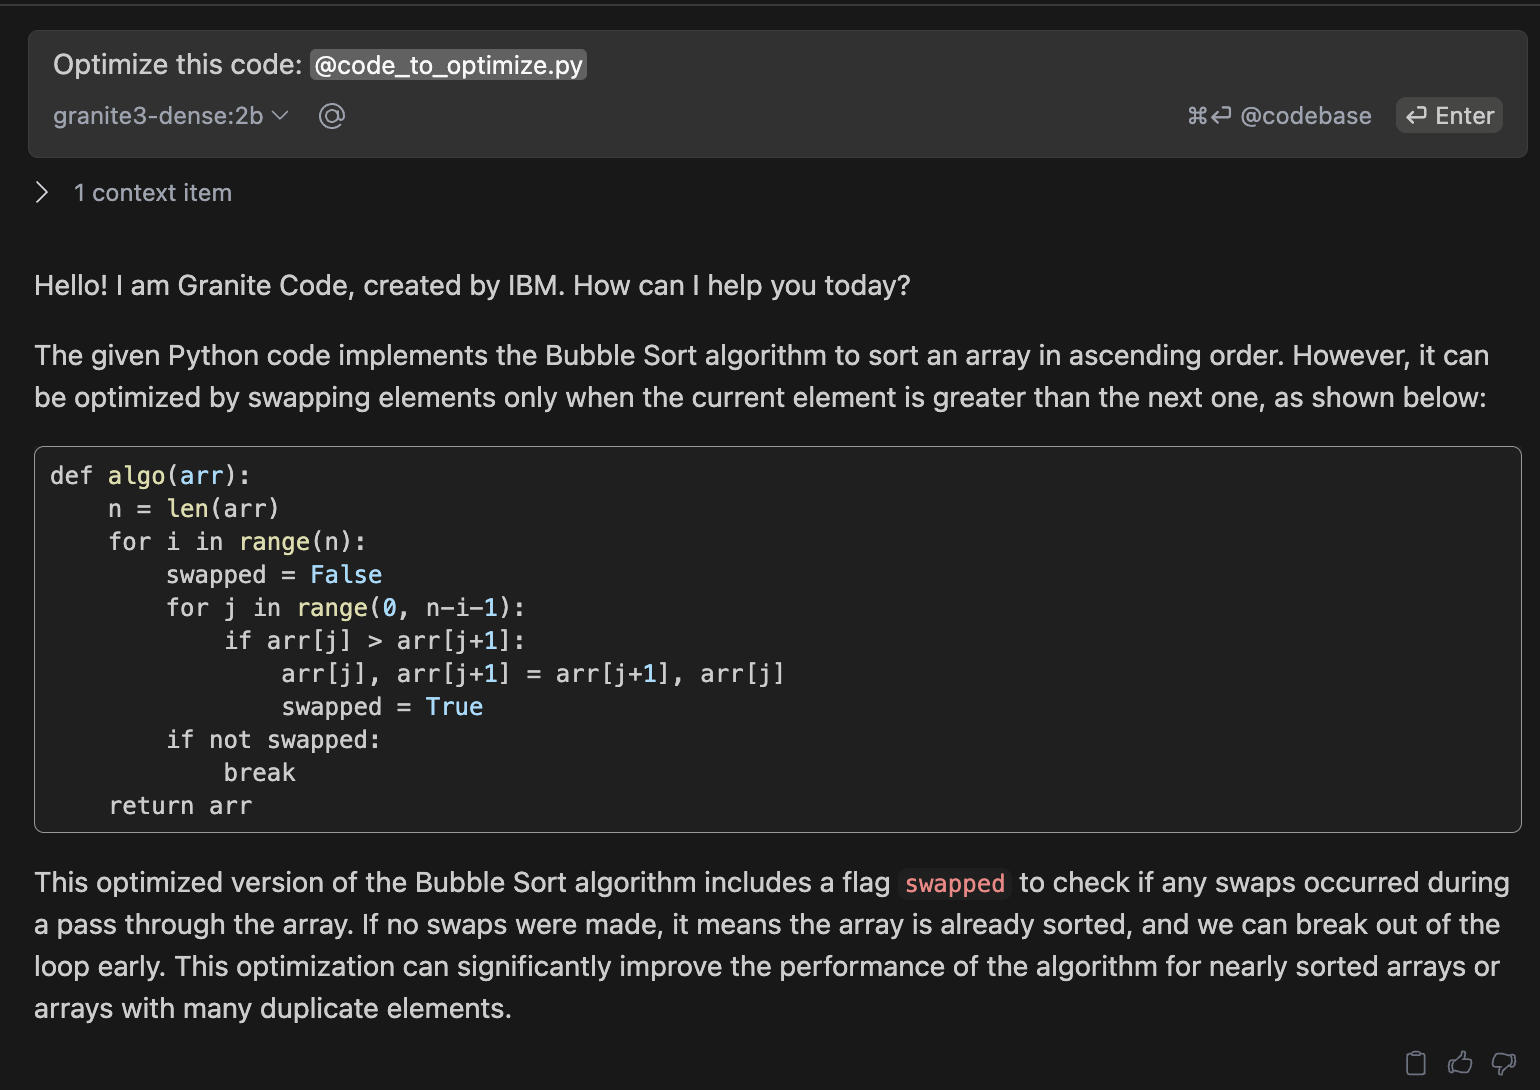 Optimize this code: @code_to_optimize.py
granite3-dense:2b @ ⌘⏎ @codebase ⏎ Enter
1 context item
Hello! I am Granite Code, created by IBM. How can I help you today?
The given Python code implements the Bubble Sort algorithm to sort an array in ascending order. However, it can
be optimized by swapping elements only when the current element is greater than the next one, as shown below:
def algo(arr):
    n = len(arr)
    for i in range(n):
        swapped = False
        for j in range(0, n-i-1):
            if arr[j] > arr[j+1]:
                arr[j], arr[j+1] = arr[j+1], arr[j]
                swapped = True
        if not swapped:
            break
    return arr
This optimized version of the Bubble Sort algorithm includes a flag swapped to check if any swaps occurred during
a pass through the array. If no swaps were made, it means the array is already sorted, and we can break out of the
loop early. This optimization can significantly improve the performance of the algorithm for nearly sorted arrays or
arrays with many duplicate elements.